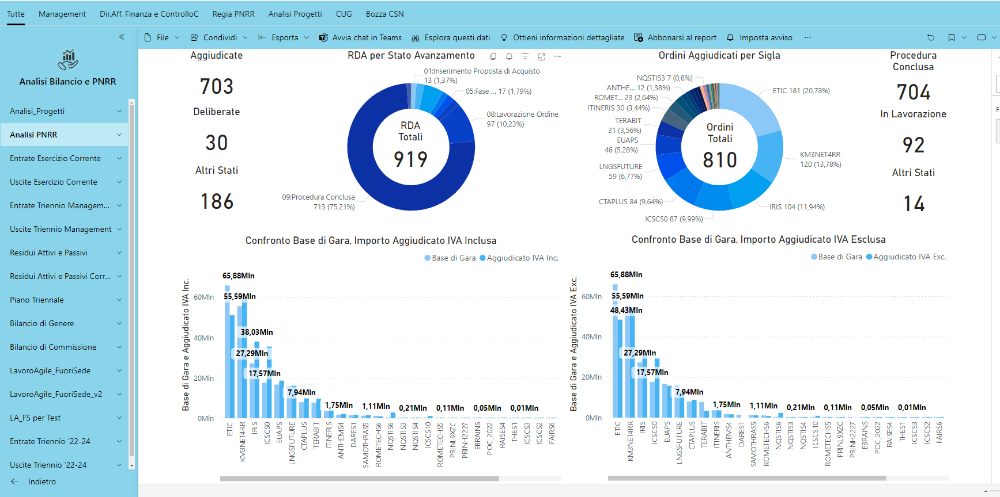 Tutte
Management
Dir.Aff. Finanza e ControlloC
Regia PNRR
Analisi Progetti
CUG
Bozza CSN
File
Condividi
Esporta
Avvia chat in Teams
Esplora questi dati
Ottieni informazioni dettagliate
Abbonarsi al report
Imposta avviso
Analisi Bilancio e PNRR
Analisi_Progetti
Analisi PNRR
Entrate Esercizio Corrente
Uscite Esercizio Corrente
Entrate Triennio Managem...
Uscite Triennio Management
Residui Attivi e Passivi
Residui Attivi e Passivi Corr...
Piano Triennale
Bilancio di Genere
Bilancio di Commissione
LavoroAgile_FuoriSede
LavoroAgile_FuoriSede_v2
LA_FS per Test
Entrate Triennio '22-24
Uscite Triennio '22-24
Indietro
Aggiudicate
703
Deliberate
30
Altri Stati
186
RDA per Stato Avanzamento
01:Inserimento Proposta di Acquisto
13 (1,37%)
05:Fase ... 17 (1,79%)
08:Lavorazione Ordine
97 (10,23%)
09:Procedura Conclusa
713 (75,21%)
RDA
Totali
919
Ordini Aggiudicati per Sigla
NQSTIS3 7 (0,8%)
ANTHE... 12 (1,38%)
ROMET... 23 (2,64%)
ITINERIS 30 (3,44%)
TERABIT
31 (3,56%)
EUAPS
46 (5,28%)
LNGSFUTURE
59 (6,77%)
CTAPLUS 84 (9,64%)
ICSCS0 87 (9,99%)
IRIS 104 (11,94%)
KM3NET4RR
120 (13,78%)
ETIC 181 (20,78%)
Ordini
Totali
810
Procedura
Conclusa
704
In Lavorazione
92
Altri Stati
14
Confronto Base di Gara, Importo Aggiudicato IVA Inclusa
Base di Gara
Aggiudicato IVA Inc.
Base di Gara e Aggiudicato IVA Inc.
60Mln
40Mln
20Mln
0Mln
65,88Mln
55,59Mln
38,03Mln
27,29Mln
17,57Mln
7,94Mln
1,75Mln
1,11Mln
0,21Mln
0,11Mln
0,05Mln
0,01Mln
ETIC
KM3NET4RR
IRIS
ICSCS0
EUAPS
LNGSFUTURE
CTAPLUS
TERABIT
ITINERIS
ANTHEMS4
DARES1
SAMOTHRAS5
ROMETECHS6
NQSTIS6
NQSTIS3
NQSTIS4
ICSCS10
ROMETECHS5
PRINL9XZC
PRINH2227
EBRAINS
POC_2022
RAISES4
THES1
ICSCS3
ICSCS2
FAIRS6
Confronto Base di Gara, Importo Aggiudicato IVA Esclusa
Base di Gara
Aggiudicato IVA Exc.
Base di Gara e Aggiudicato IVA Exc.
60Mln
40Mln
20Mln
0Mln
65,88Mln
55,59Mln
48,43Mln
27,29Mln
17,57Mln
7,94Mln
1,75Mln
1,11Mln
0,21Mln
0,11Mln
0,05Mln
0,01Mln
ETIC
KM3NET4RR
IRIS
ICSCS0
EUAPS
LNGSFUTURE
CTAPLUS
TERABIT
ITINERIS
ANTHEMS4
DARES1
SAMOTHRAS5
ROMETECHS6
NQSTIS6
NQSTIS3
NQSTIS4
ICSCS10
ROMETECHS5
PRINL9XZC
PRINH2227
EBRAINS
POC_2022
RAISES4
THES1
ICSCS3
ICSCS2
FAIRS6